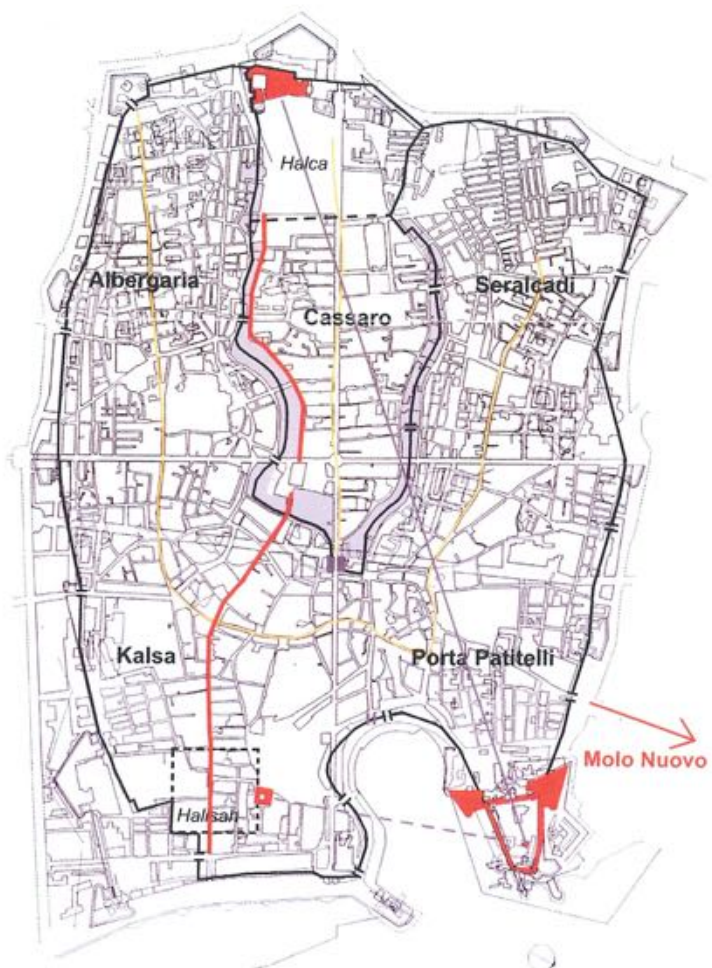 Halca
Albergaria
Seralcadi
Cassaro
Kalsa
Porta Patitelli
Molo Nuovo
Halisah